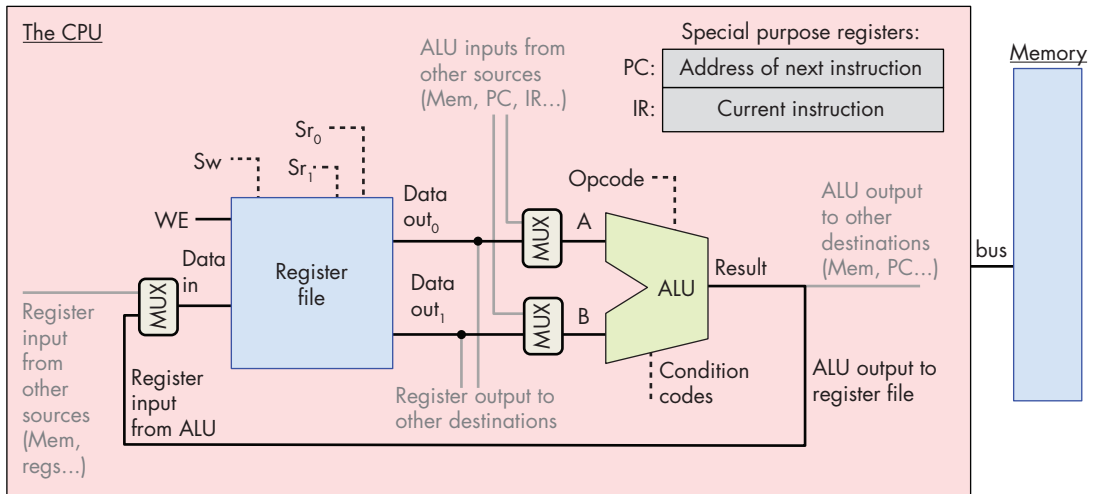 The CPU
ALU inputs from
other sources
(Mem, PC, IR...)
Special purpose registers:
PC: Address of next instruction
IR: Current instruction
Memory
Sr₀
Sw
Sr₁
WE
Data
in
Register
file
Data
out₀
Data
out₁
MUX
MUX
MUX
A
B
Opcode
ALU
Result
ALU output
to other
destinations
(Mem, PC...)
bus
Register
input
from
other
sources
(Mem,
regs...)
Register
input
from ALU
Register output to
other destinations
Condition
codes
ALU output to
register file